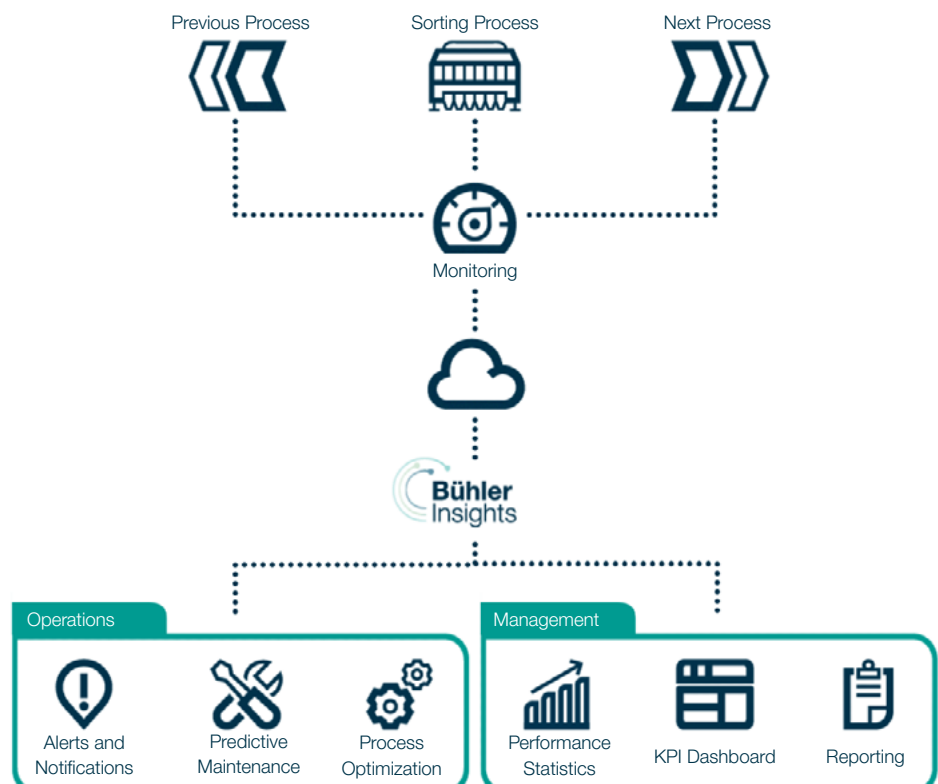 Previous Process
Sorting Process
Next Process
Monitoring
Bühler
Insights
Operations
Alerts and
Notifications
Predictive
Maintenance
Process
Optimization
Management
Performance
Statistics
KPI Dashboard
Reporting